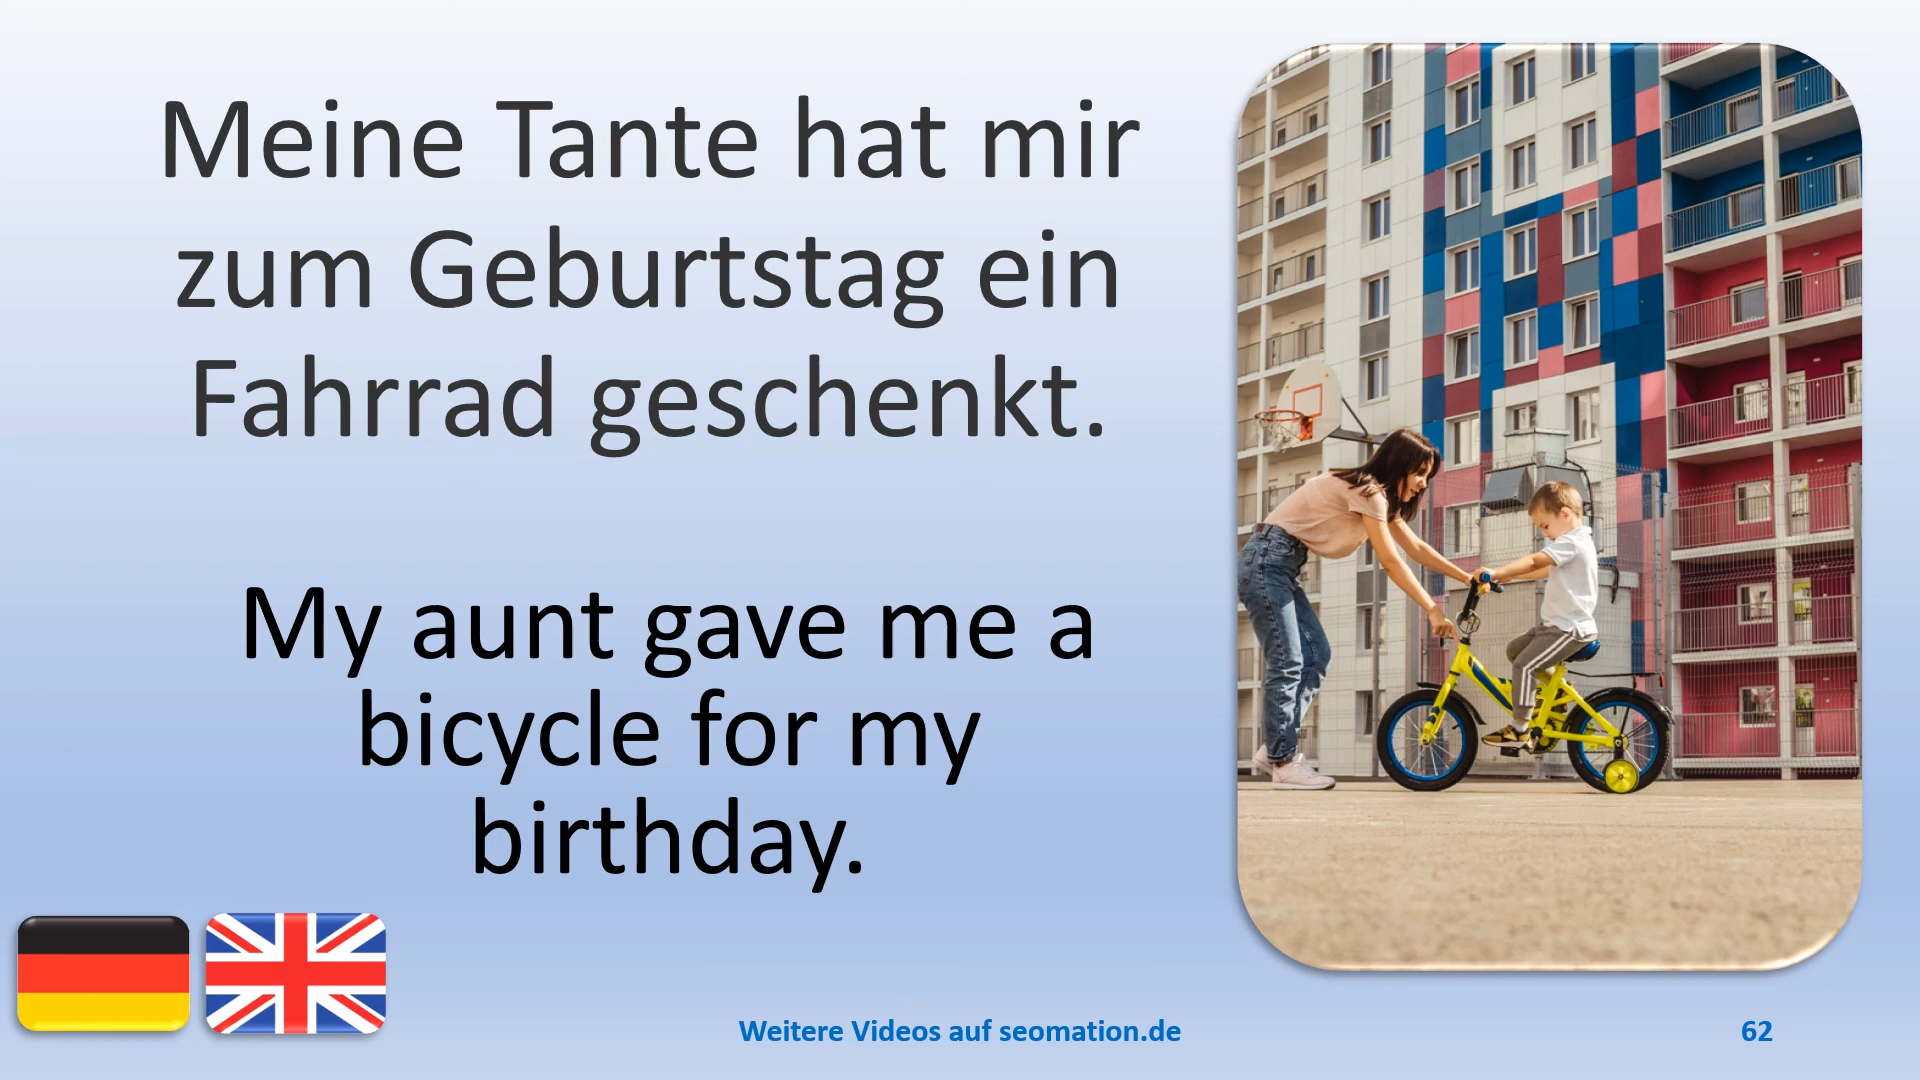 Meine Tante hat mir
zum Geburtstag ein
Fahrrad geschenkt.
My aunt gave me a
bicycle for my
birthday.
Weitere Videos auf seomation.de
62